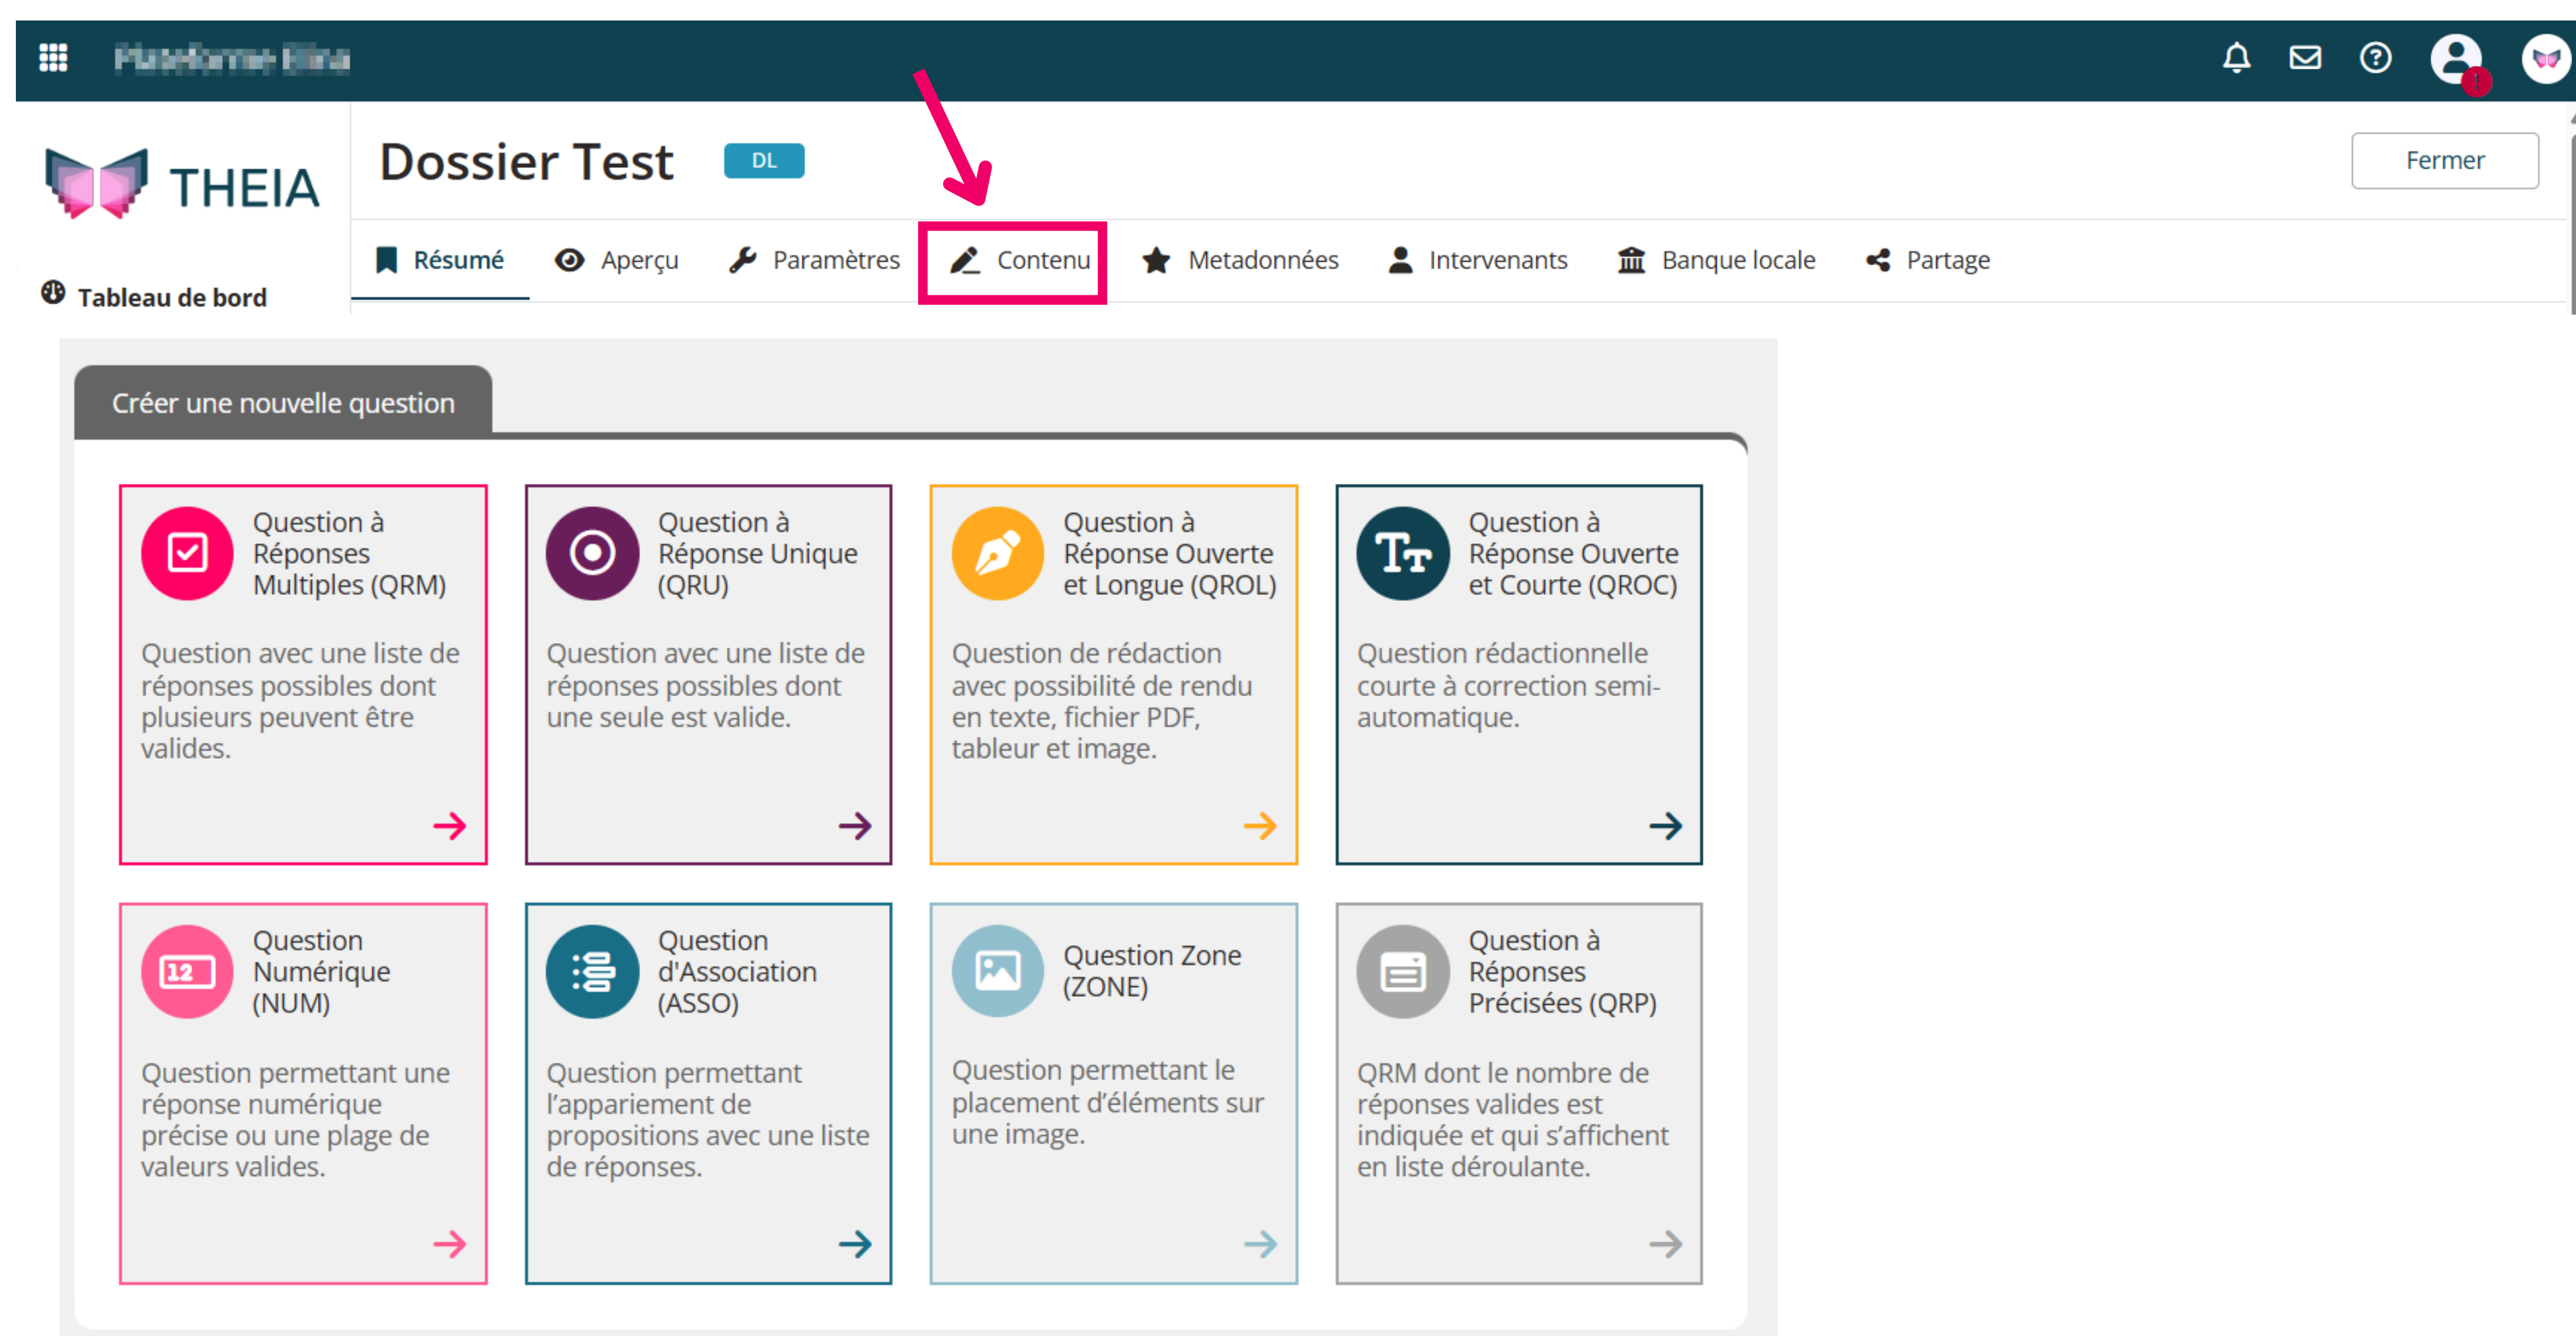 Dossier Test
DL
Fermer
THEIA
Résumé
Aperçu
Paramètres
Contenu
Metadonnées
Intervenants
Banque locale
Partage
Tableau de bord
Créer une nouvelle question
Question à
Réponses
Multiples (QRM)
Question avec une liste de
réponses possibles dont
plusieurs peuvent être
valides.
Question à
Réponse Unique
(QRU)
Question avec une liste de
réponses possibles dont
une seule est valide.
Question à
Réponse Ouverte
et Longue (QROL)
Question de rédaction
avec possibilité de rendu
en texte, fichier PDF,
tableur et image.
Tt
Question à
Réponse Ouverte
et Courte (QROC)
Question rédactionnelle
courte à correction semi-
automatique.
12
Question
Numérique
(NUM)
Question permettant une
réponse numérique
précise ou une plage de
valeurs valides.
Question
d'Association
(ASSO)
Question permettant
l’appariement de
propositions avec une liste
de réponses.
Question Zone
(ZONE)
Question permettant le
placement d’éléments sur
une image.
Question à
Réponses
Précisées (QRP)
QRM dont le nombre de
réponses valides est
indiquée et qui s’affichent
en liste déroulante.